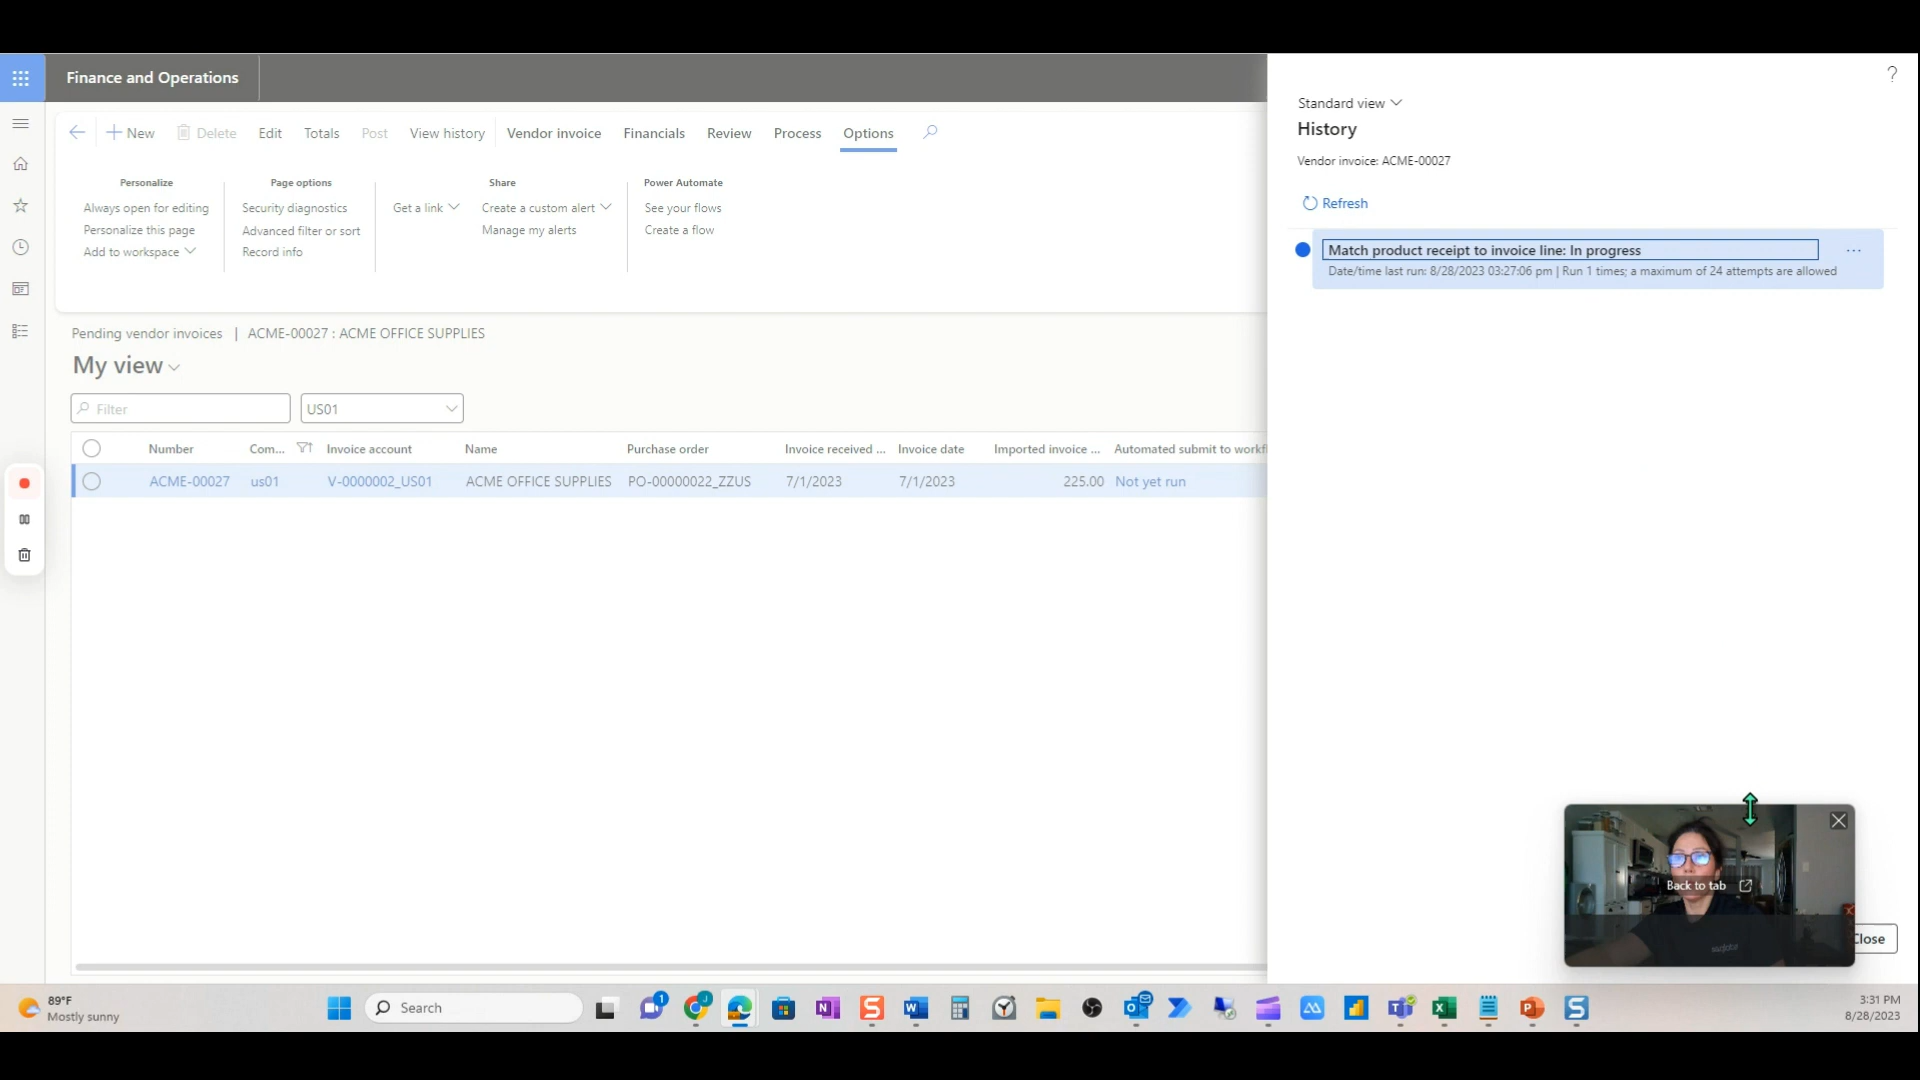 Finance and Operations
?
New
Delete
Edit
Totals
Post
View history
Vendor invoice
Financials
Review
Process
Options
Personalize
Always open for editing
Personalize this page
Add to workspace
Page options
Security diagnostics
Advanced filter or sort
Record info
Share
Get a link
Create a custom alert
Manage my alerts
Power Automate
See your flows
Create a flow
Pending vendor invoices | ACME-00027 : ACME OFFICE SUPPLIES
My view
Filter
US01
Number Com... Invoice account Name Purchase order Invoice received ... Invoice date Imported invoice ... Automated submit to workfl
ACME-00027 us01 V-0000002_US01 ACME OFFICE SUPPLIES PO-00000022_ZZUS 7/1/2023 7/1/2023 225.00 Not yet run
Standard view
History
Vendor invoice: ACME-00027
Refresh
Match product receipt to invoice line: In progress
...
Date/time last run: 8/28/2023 03:27:06 pm | Run 1 times; a maximum of 24 attempts are allowed
Back to tab
Close
89°F
Mostly sunny
Search
1
3:31 PM
8/28/2023